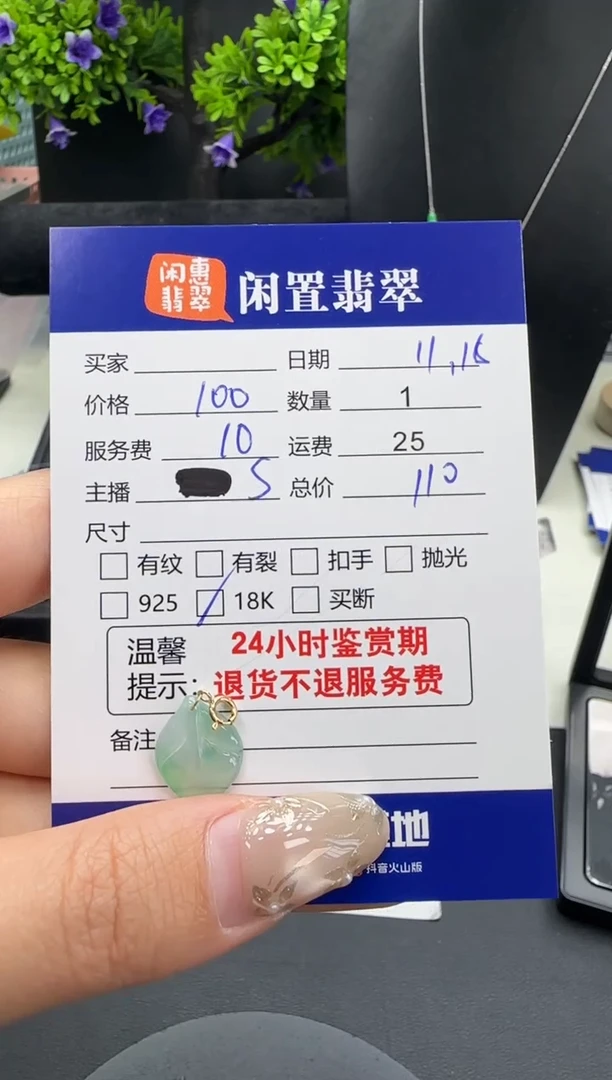 闲惠
翡翠
闲置翡翠
买家 日期 11,16
价格 100 数量 1
服务费 10 运费 25
主播 S 总价 110
尺寸
有纹 有裂 扣手 抛光
925 18K 买断
温馨 24小时鉴赏期
提示: 退货不退服务费
备注
地
抖音火山版